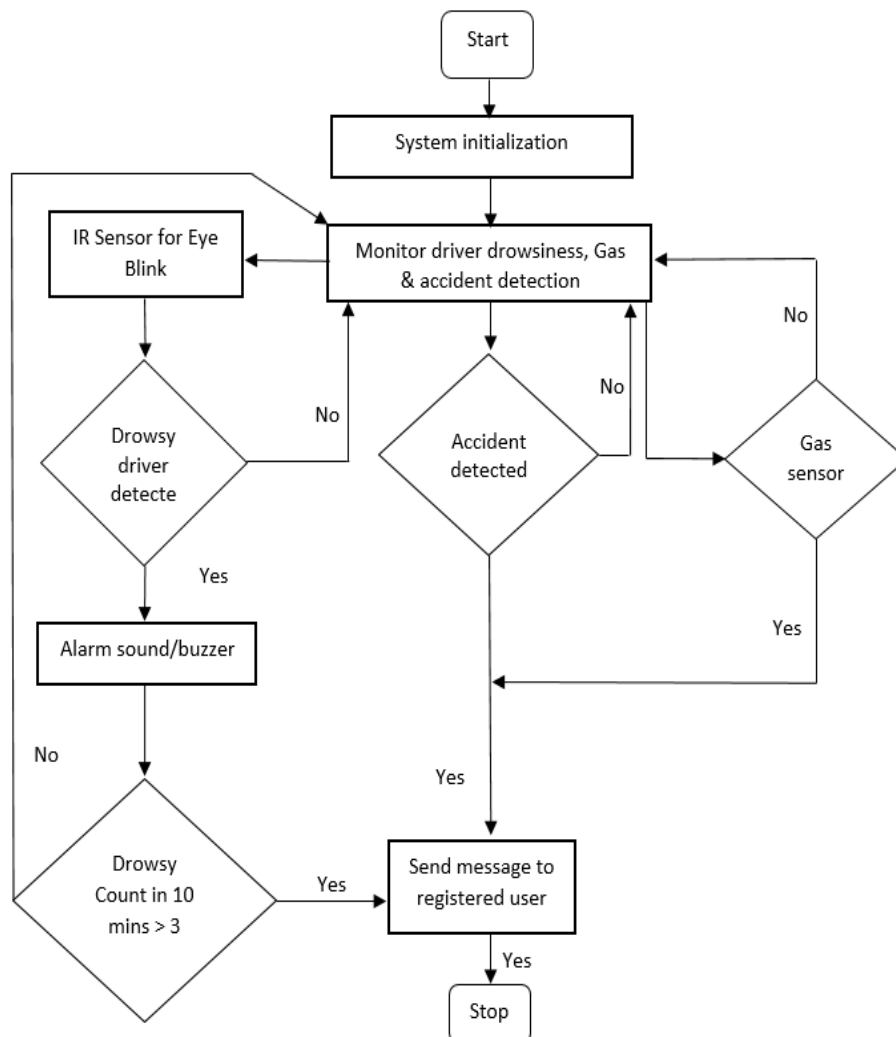 Start
System initialization
IR Sensor for Eye
Blink
Monitor driver drowsiness, Gas
& accident detection
No
No
No
Drowsy
driver
detecte
Accident
detected
Gas
sensor
Yes
Alarm sound/buzzer
Yes
No
Yes
Drowsy
Count in 10
mins > 3
Yes
Send message to
registered user
Yes
Stop